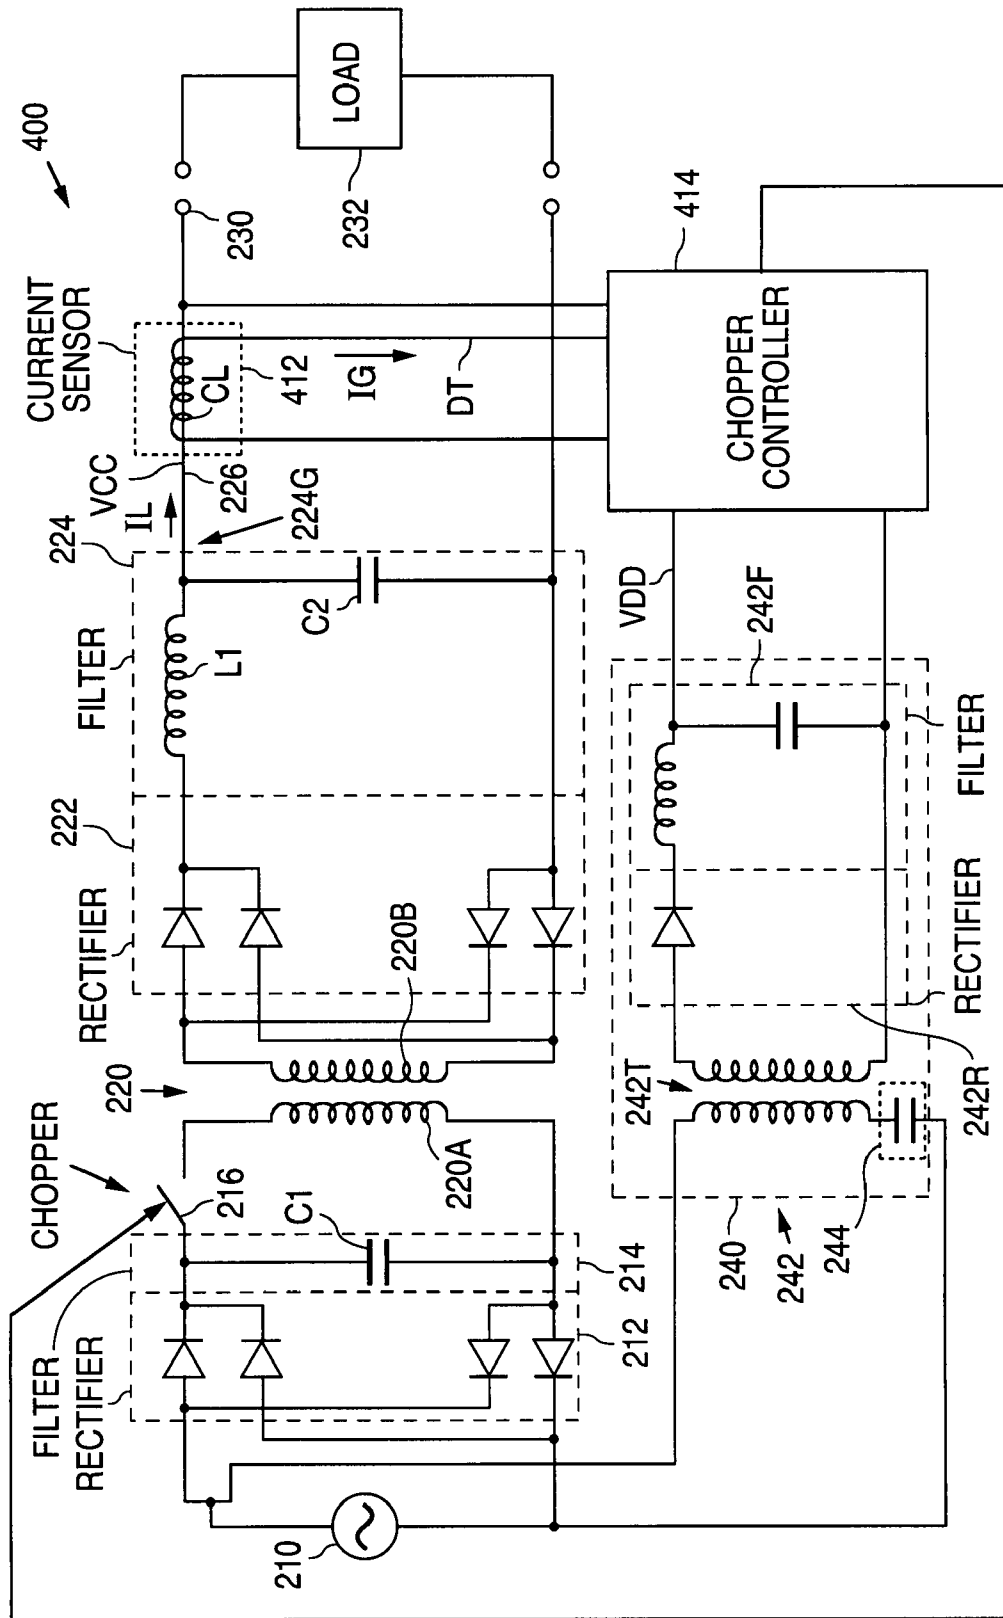 400
CURRENT
SENSOR
224
FILTER
222
RECTIFIER
220
CHOPPER
FILTER
RECTIFIER
LOAD
230
232
CL
412
IG
DT
VCC
226
IL
224G
L1
C2
220B
220A
216
C1
214
212
210
414
CHOPPER
CONTROLLER
VDD
242F
FILTER
RECTIFIER
242R
242T
240
242
244